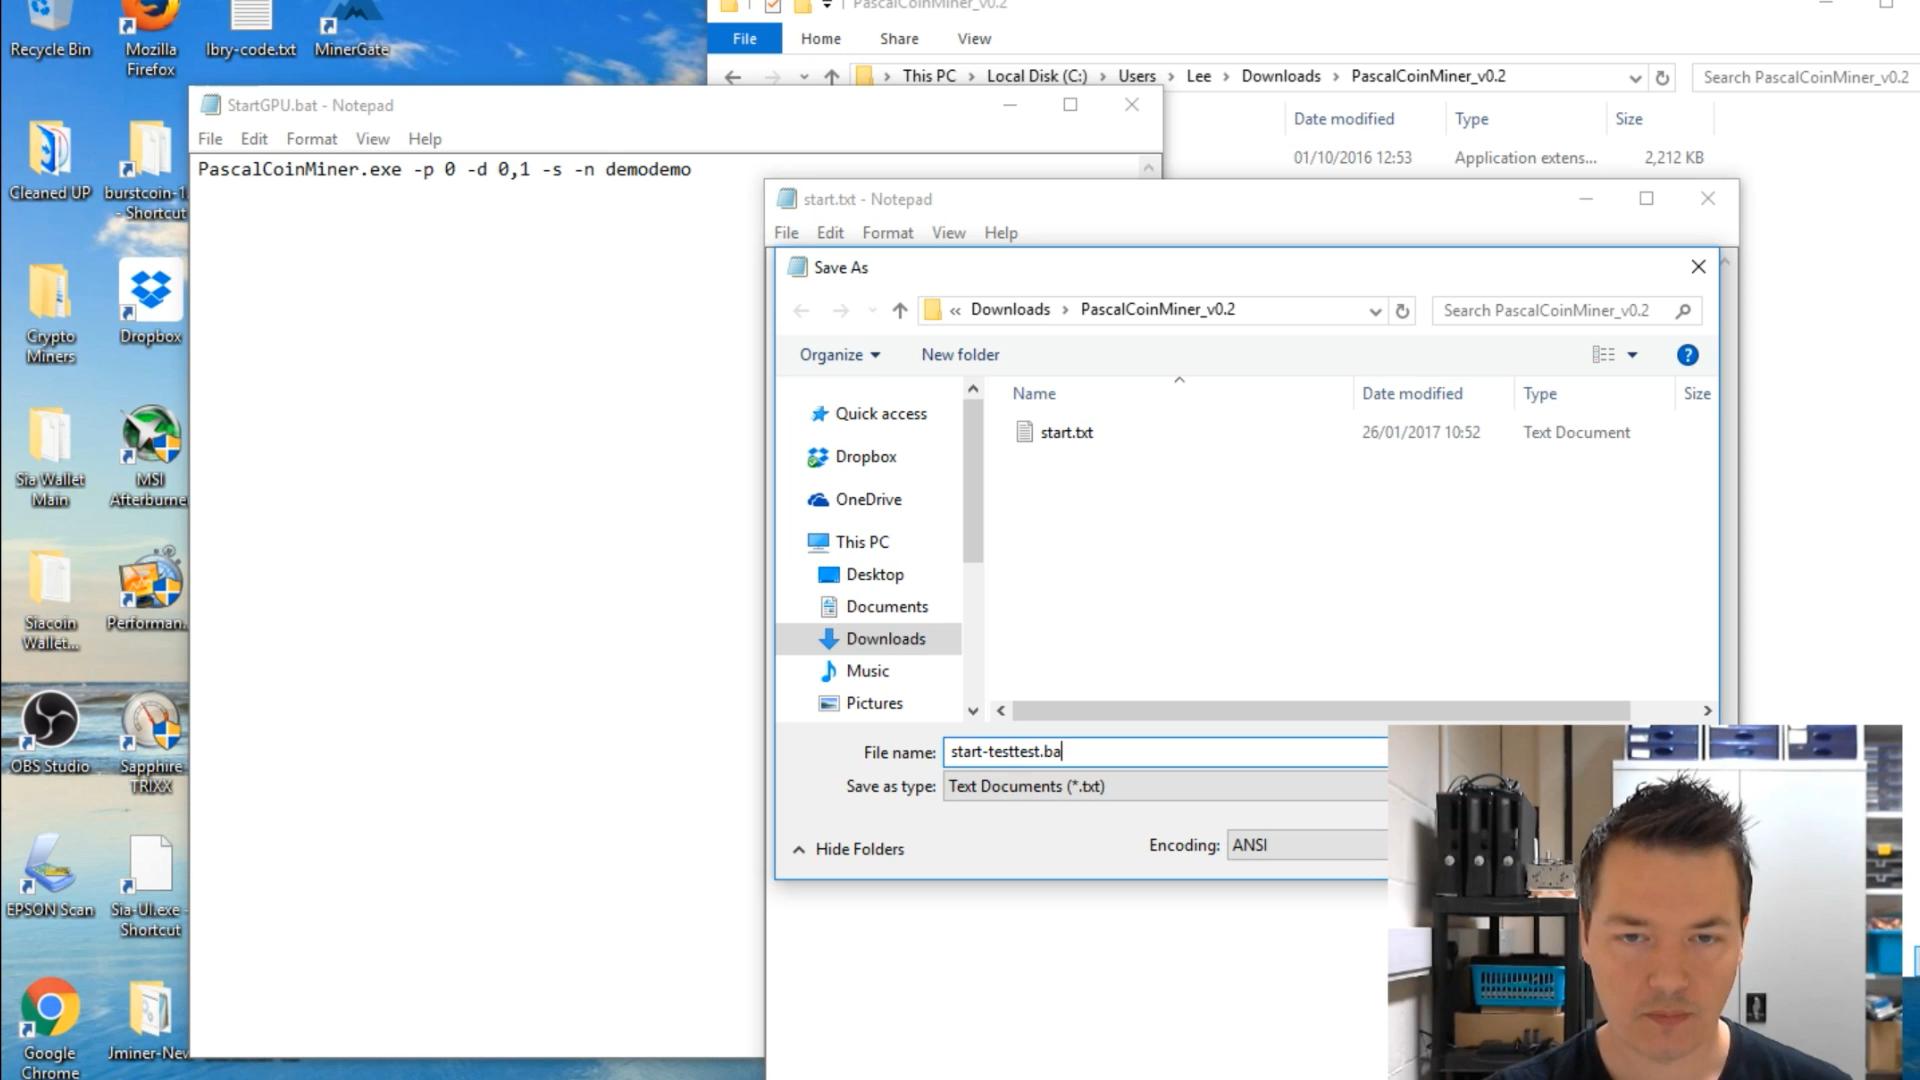 Recycle Bin
Mozilla
Firefox
lbry-code.txt
MinerGate
Cleaned UP
burstcoin-1
- Shortcut
Crypto
Miners
Dropbox
Sia Wallet
Main
MSI
Afterburne
Siacoin
Wallet...
Performan...
OBS Studio
Sapphire
TRIXX
EPSON Scan
Sia-UI.exe -
Shortcut
Google
Chrome
Jminer-New
PascalCoinMiner_v0.2
File Home Share View
This PC > Local Disk (C:) > Users > Lee > Downloads > PascalCoinMiner_v0.2
Search PascalCoinMiner_v0.2
Date modified Type Size
01/10/2016 12:53 Application extens... 2,212 KB
StartGPU.bat - Notepad
File Edit Format View Help
PascalCoinMiner.exe -p 0 -d 0,1 -s -n demodemo
start.txt - Notepad
File Edit Format View Help
Save As
« Downloads > PascalCoinMiner_v0.2
Search PascalCoinMiner_v0.2
Organize New folder
?
Name Date modified Type Size
start.txt 26/01/2017 10:52 Text Document
Quick access
Dropbox
OneDrive
This PC
Desktop
Documents
Downloads
Music
Pictures
File name: start-testtest.ba
Save as type: Text Documents (*.txt)
Hide Folders
Encoding: ANSI